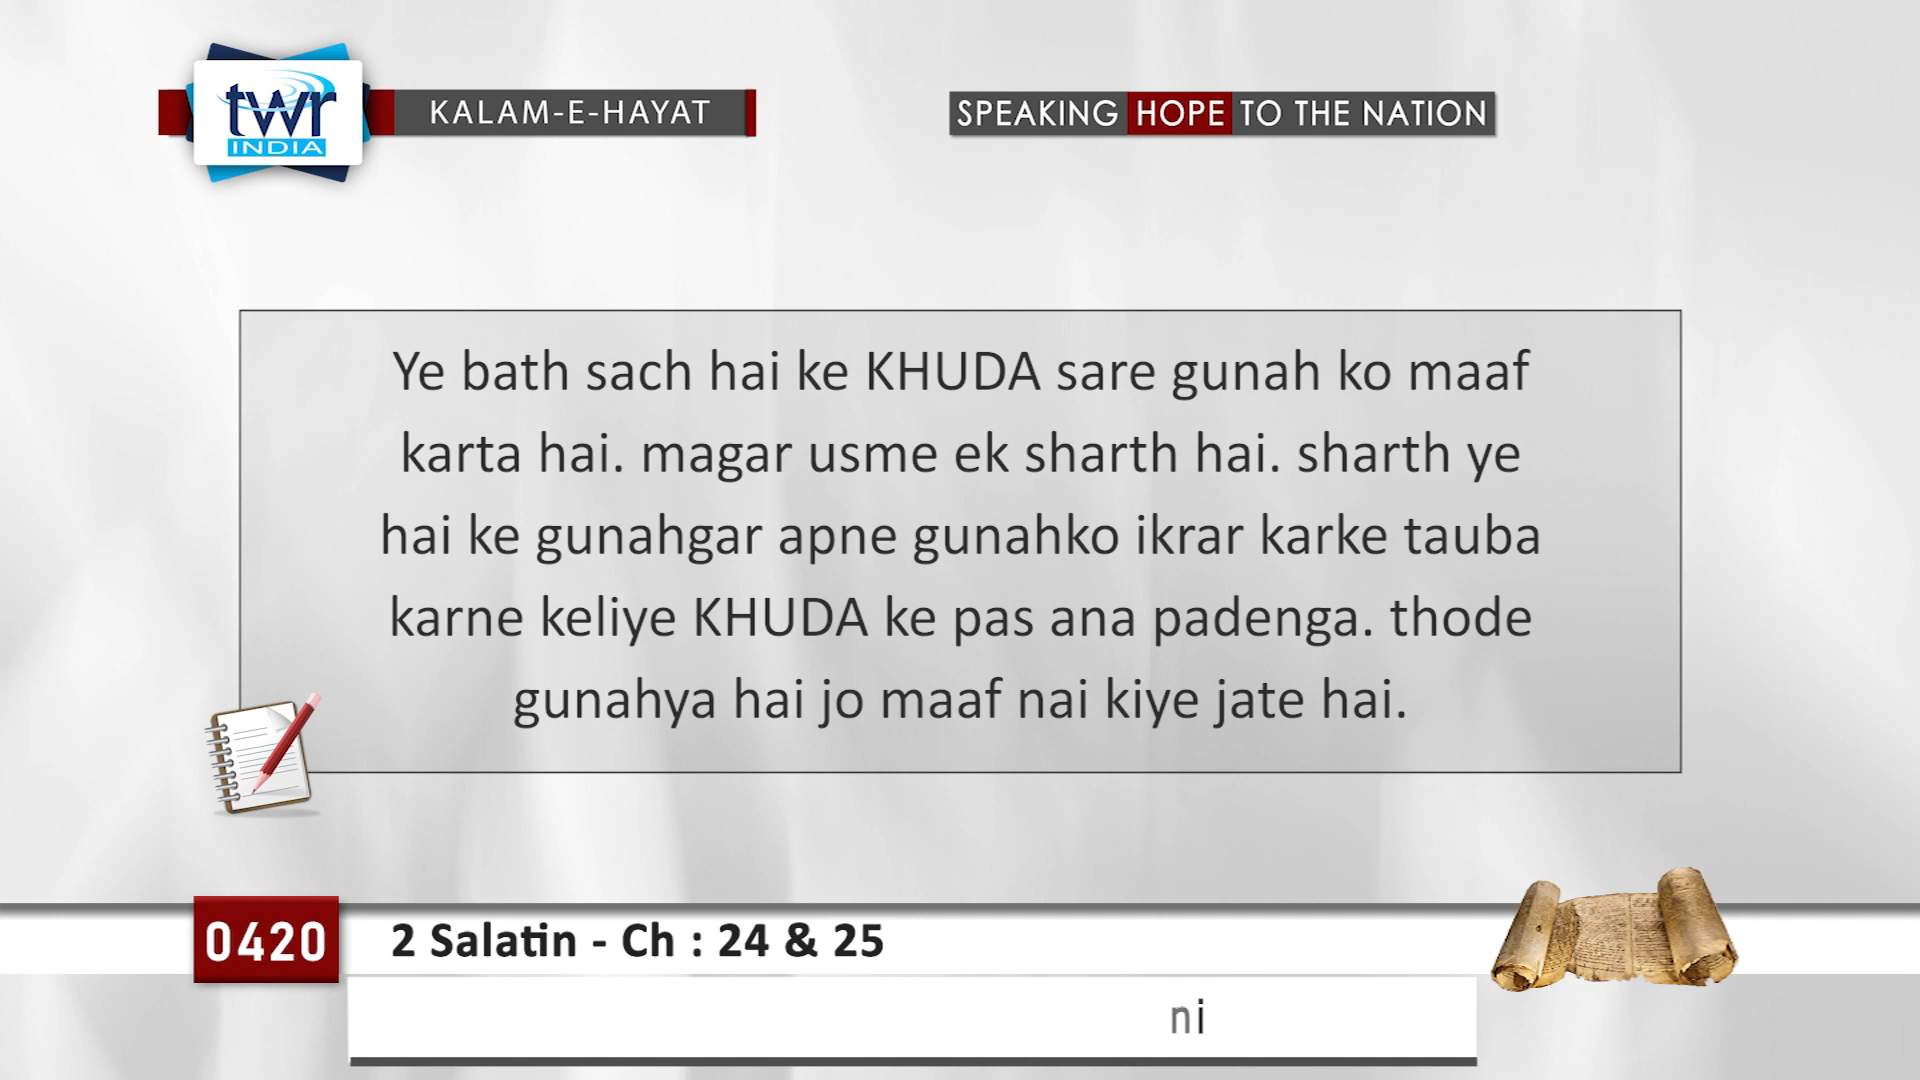 twr
INDIA
KALAM-E-HAYAT
SPEAKING HOPE TO THE NATION
Ye bath sach hai ke KHUDA sare gunah ko maaf
karta hai. magar usme ek sharth hai. sharth ye
hai ke gunahgar apne gunahko ikrar karke tauba
karne keliye KHUDA ke pas ana padenga. thode
gunahya hai jo maaf nai kiye jate hai.
0420
2 Salatin - Ch : 24 & 25
ni